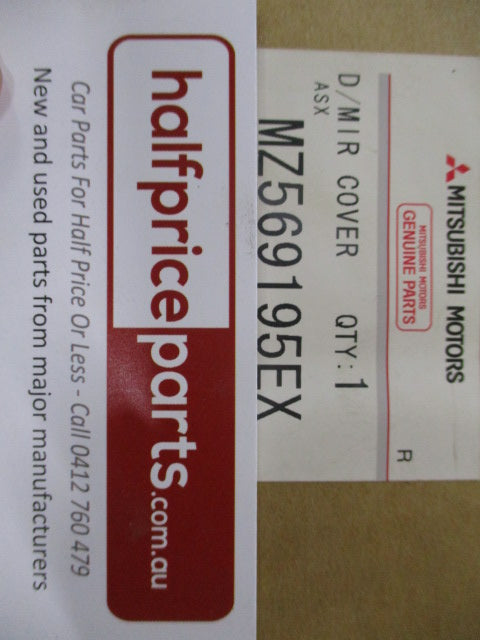 MITSUBISHI MOTORS
MITSUBISHI MOTORS
GENUINE PARTS
R
D/MIR COVER QTY:1
ASX
MZ569195EX
halfpriceparts.com.au
Car Parts For Half Price Or Less - Call 0412 760 479
New and used parts from major manufacturers